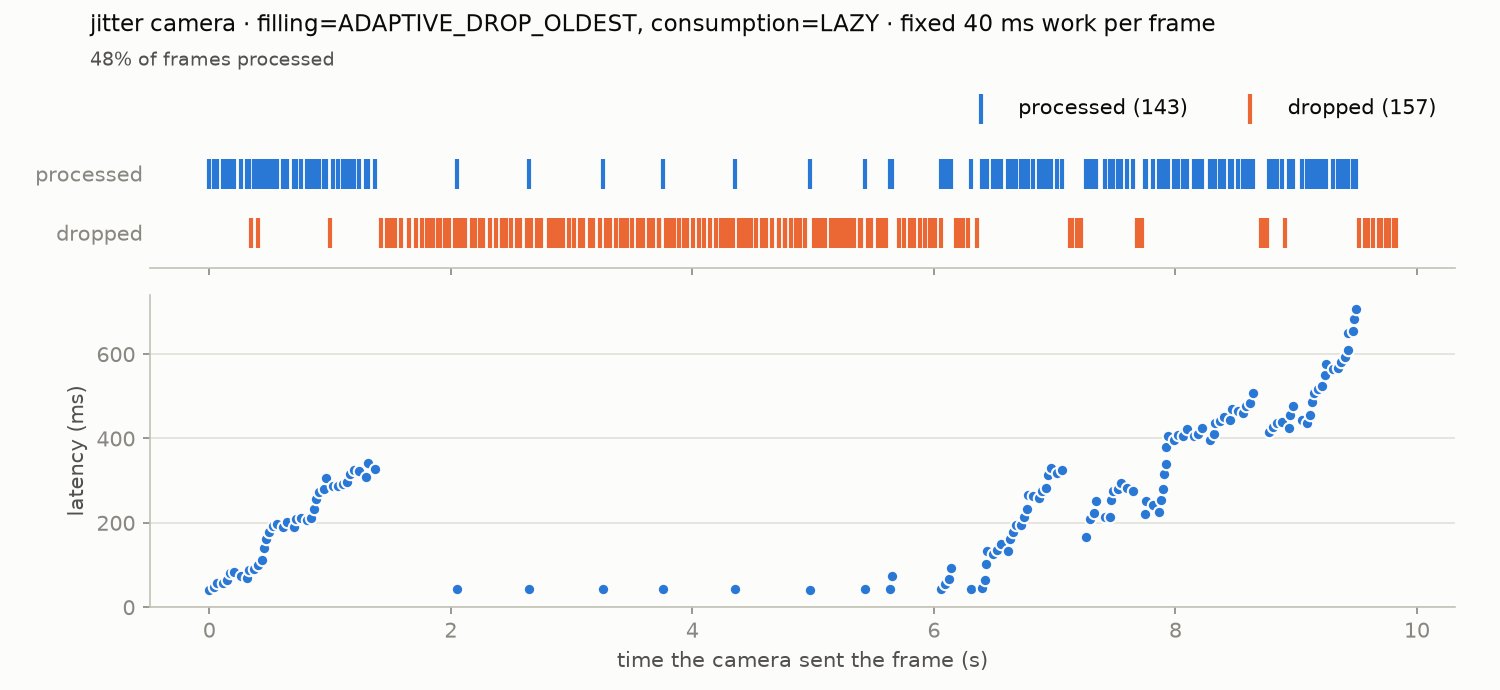 jitter camera · filling=ADAPTIVE_DROP_OLDEST, consumption=LAZY · fixed 40 ms work per frame
48% of frames processed
processed (143)
dropped (157)
processed
dropped
600
400
200
0
latency (ms)
0 2 4 6 8 10
time the camera sent the frame (s)